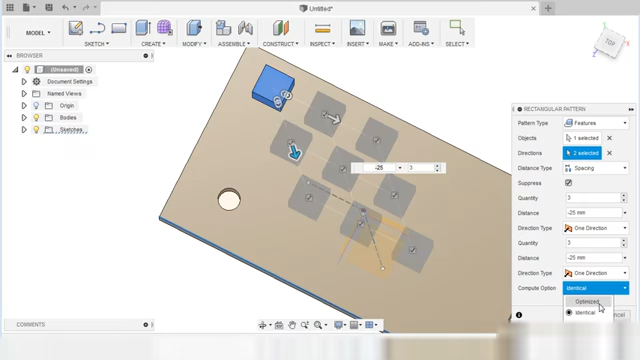 Untitled*
MODEL
SKETCH
CREATE
MODIFY
ASSEMBLE
CONSTRUCT
INSPECT
INSERT
MAKE
ADD-INS
SELECT
BROWSER
(Unsaved)
Document Settings
Named Views
Origin
Bodies
Sketches
TOP
-25
3
RECTANGULAR PATTERN
Pattern Type
Features
Objects
1 selected
Directions
2 selected
Distance Type
Spacing
Suppress
Quantity
3
Distance
-25 mm
Direction Type
One Direction
Quantity
3
Distance
-25 mm
Direction Type
One Direction
Compute Option
Identical
Optimized
Identical
COMMENTS